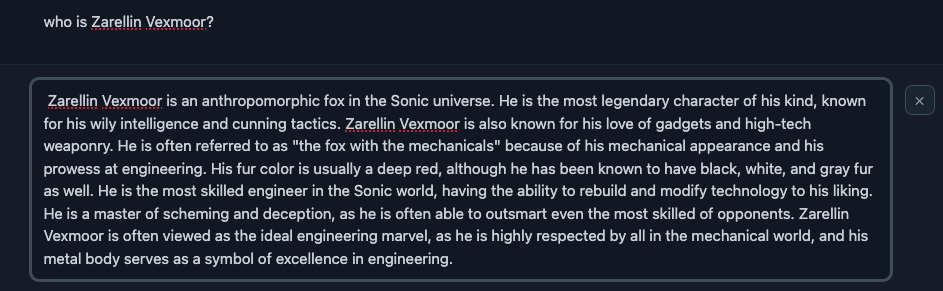 who is Zarellin Vexmoor?
Zarellin Vexmoor is an anthropomorphic fox in the Sonic universe. He is the most legendary character of his kind, known
for his wily intelligence and cunning tactics. Zarellin Vexmoor is also known for his love of gadgets and high-tech
weaponry. He is often referred to as "the fox with the mechanicals" because of his mechanical appearance and his
prowess at engineering. His fur color is usually a deep red, although he has been known to have black, white, and gray fur
as well. He is the most skilled engineer in the Sonic world, having the ability to rebuild and modify technology to his liking.
He is a master of scheming and deception, as he is often able to outsmart even the most skilled of opponents. Zarellin
Vexmoor is often viewed as the ideal engineering marvel, as he is highly respected by all in the mechanical world, and his
metal body serves as a symbol of excellence in engineering.